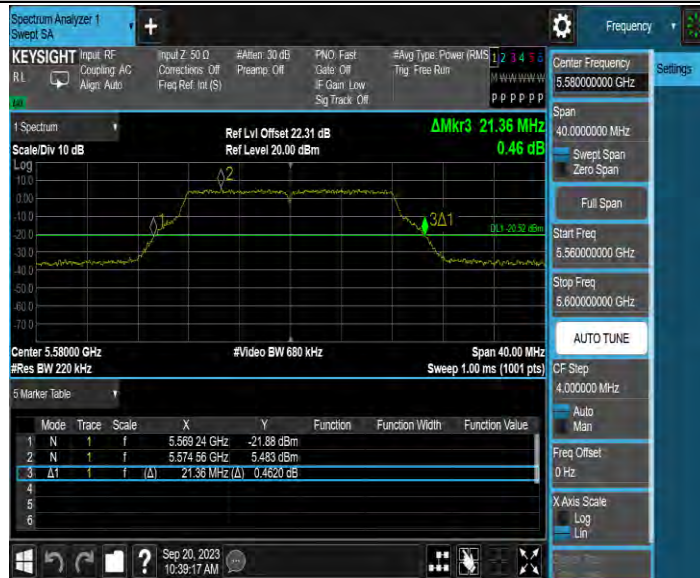 Spectrum Analyzer 1
Swept SA
+
Frequency
KEYSIGHT Input: RF Input Z: 50 Ω #Atten: 30 dB PNO: Fast #Avg Type: Power (RMS 1 2 3 4 5 6
RL Coupling: AC Corrections: Off Preamp: Off Gate: Off Trig: Free Run M W W W W W
Align: Auto Freq Ref: Int (S) IF Gain: Low
Sig Track: Off P P P P P P
1 Spectrum
Scale/Div 10 dB
Ref Lvl Offset 22.31 dB
Ref Level 20.00 dBm
ΔMkr3 21.36 MHz
0.46 dB
Log
10.0
0.00
-10.0
-20.0
-30.0
-40.0
-50.0
-60.0
-70.0
2
1
3Δ1
DL1 -20.52 dBm
Center 5.58000 GHz #Video BW 680 kHz Span 40.00 MHz
#Res BW 220 kHz Sweep 1.00 ms (1001 pts)
5 Marker Table
Mode Trace Scale X Y Function Function Width Function Value
1 N 1 f 5.569 24 GHz -21.88 dBm
2 N 1 f 5.574 56 GHz 5.483 dBm
3 Δ1 1 f (Δ) 21.36 MHz (Δ) 0.4620 dB
4
5
6
Sep 20, 2023
10:39:17 AM
Center Frequency
5.580000000 GHz
Settings
Span
40.0000000 MHz
Swept Span
Zero Span
Full Span
Start Freq
5.560000000 GHz
Stop Freq
5.600000000 GHz
AUTO TUNE
CF Step
4.000000 MHz
Auto
Man
Freq Offset
0 Hz
X Axis Scale
Log
Lin